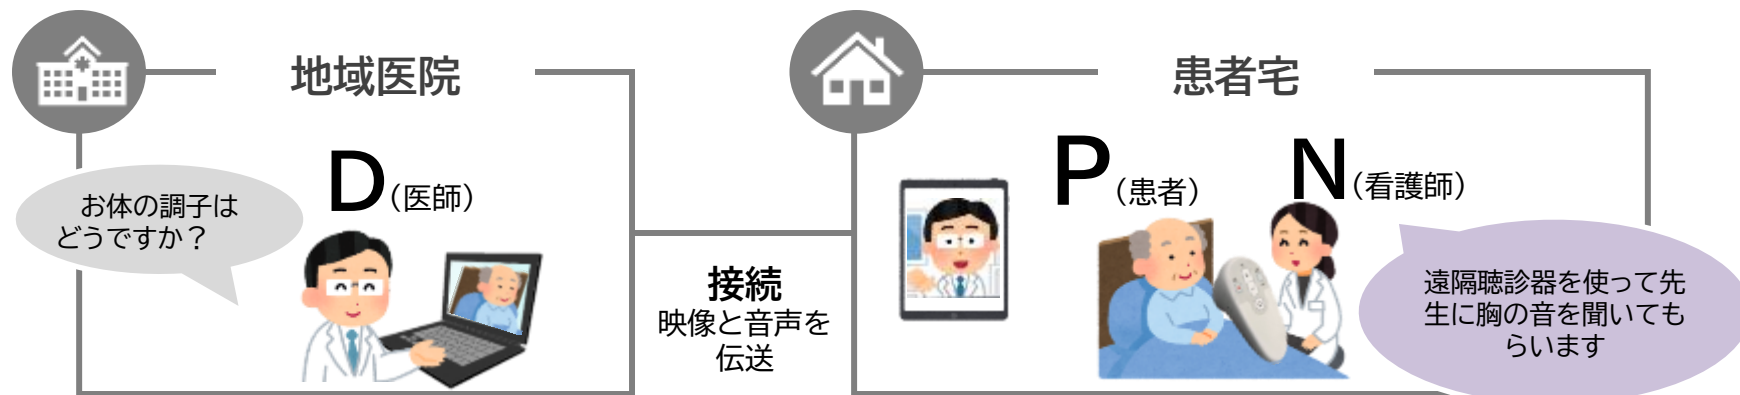 地域医院
D（医師）
お体の調子は
どうですか？
接続
映像と音声を
伝送
患者宅
P（患者）
N（看護師）
遠隔聴診器を使って先
生に胸の音を聞いても
らいます